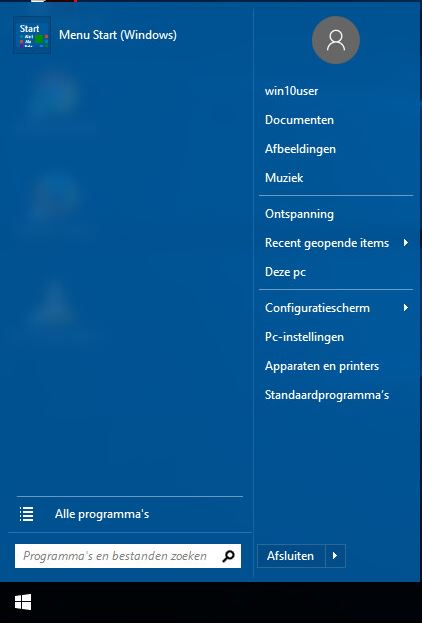 Start
Menu Start (Windows)
win10user
Documenten
Afbeeldingen
Muziek
Ontspanning
Recent geopende items
Deze pc
Configuratiescherm
Pc-instellingen
Apparaten en printers
Standaardprogramma's
Alle programma's
Programma's en bestanden zoeken
Afsluiten